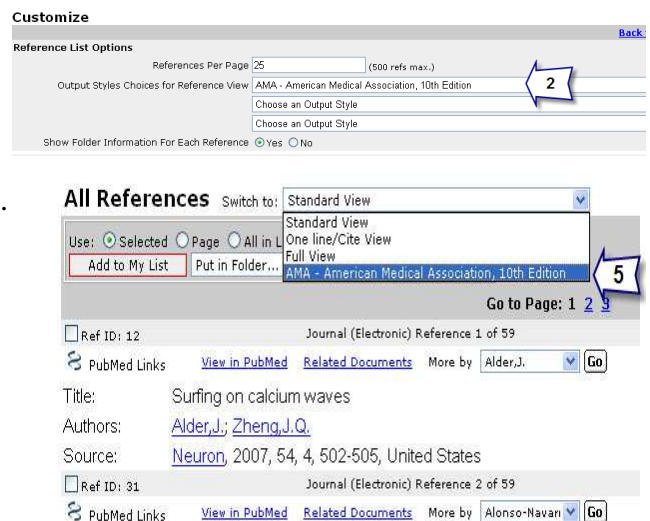 Customize
Back
Reference List Options
References Per Page 25 (500 refs max.)
Output Styles Choices for Reference View AMA - American Medical Association, 10th Edition 2
Choose an Output Style
Choose an Output Style
Show Folder Information For Each Reference Yes No
. All References Switch to: Standard View
Standard View
Use: Selected Page All in L One line/Cite View
Full View
Add to My List Put in Folder... AMA - American Medical Association, 10th Edition 5
Go to Page: 1 2 3
Ref ID: 12 Journal (Electronic) Reference 1 of 59
PubMed Links View in PubMed Related Documents More by Alder,J. Go
Title: Surfing on calcium waves
Authors: Alder,J.; Zheng,J.Q.
Source: Neuron, 2007, 54, 4, 502-505, United States
Ref ID: 31 Journal (Electronic) Reference 2 of 59
PubMed Links View in PubMed Related Documents More by Alonso-Navarr Go